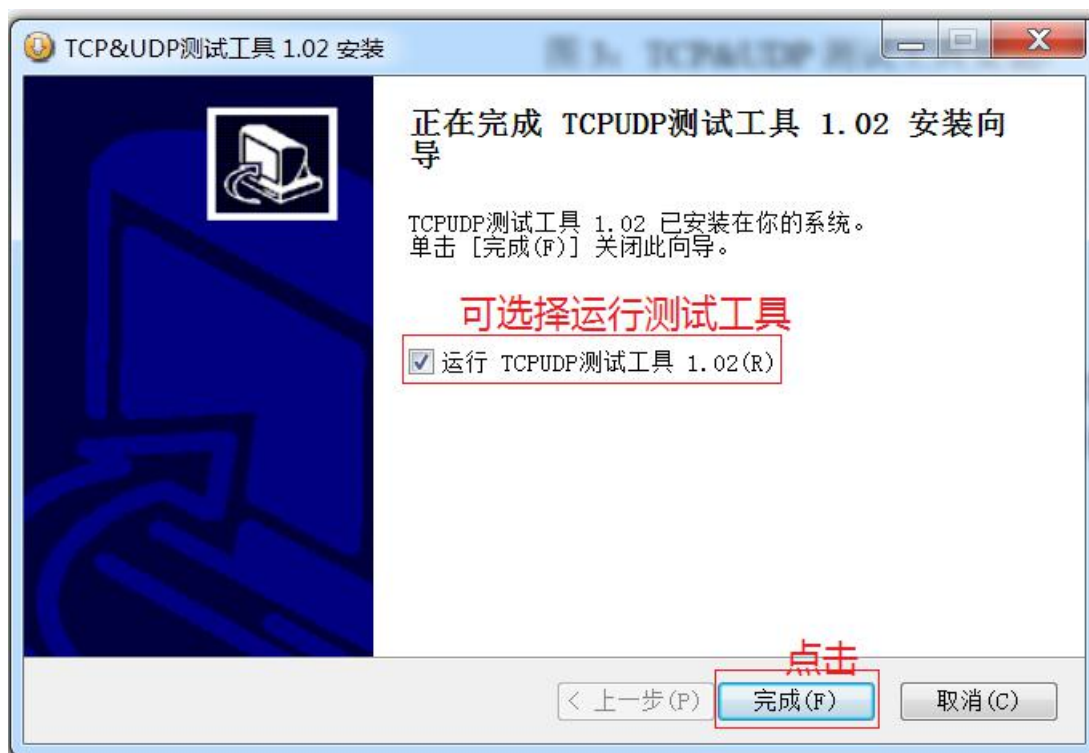 TCP&UDP测试工具 1.02 安装
正在完成 TCPUDP测试工具 1.02 安装向
导
TCPUDP测试工具 1.02 已安装在你的系统。
单击 [完成(F)] 关闭此向导。
可选择运行测试工具
运行 TCPUDP测试工具 1.02(R)
点击
< 上一步(P)
完成(F)
取消(C)